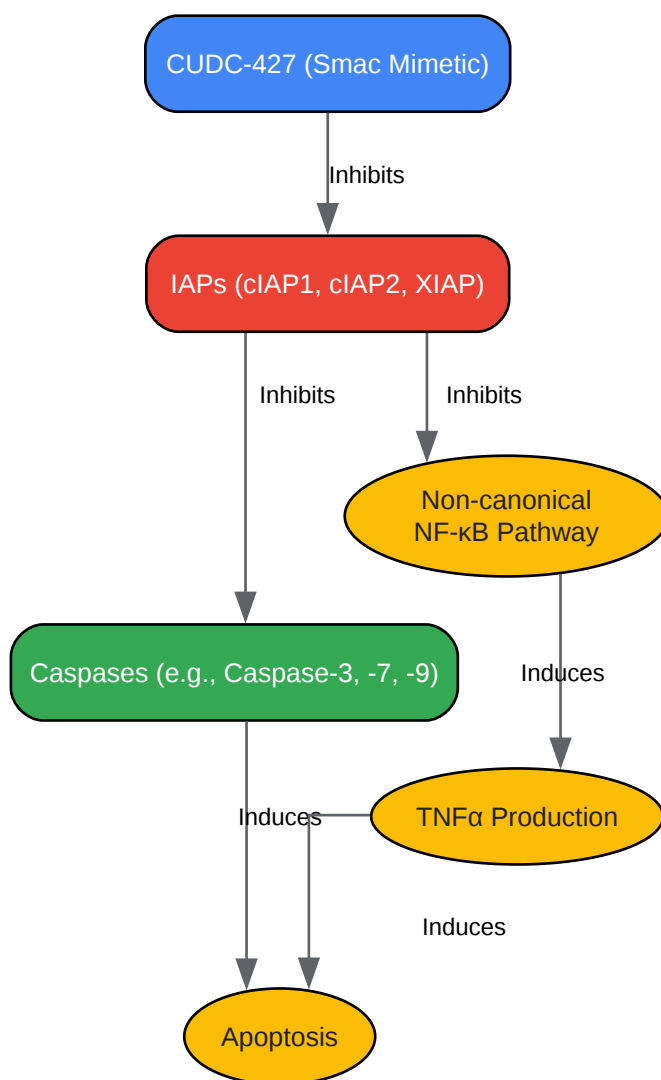 CUDC-427 (Smac Mimetic)
Inhibits
IAPs (cIAP1, cIAP2, XIAP)
Inhibits
Inhibits
Non-canonical
NF-κB Pathway
Caspases (e.g., Caspase-3, -7, -9)
Induces
Induces
TNFα Production
Induces
Apoptosis